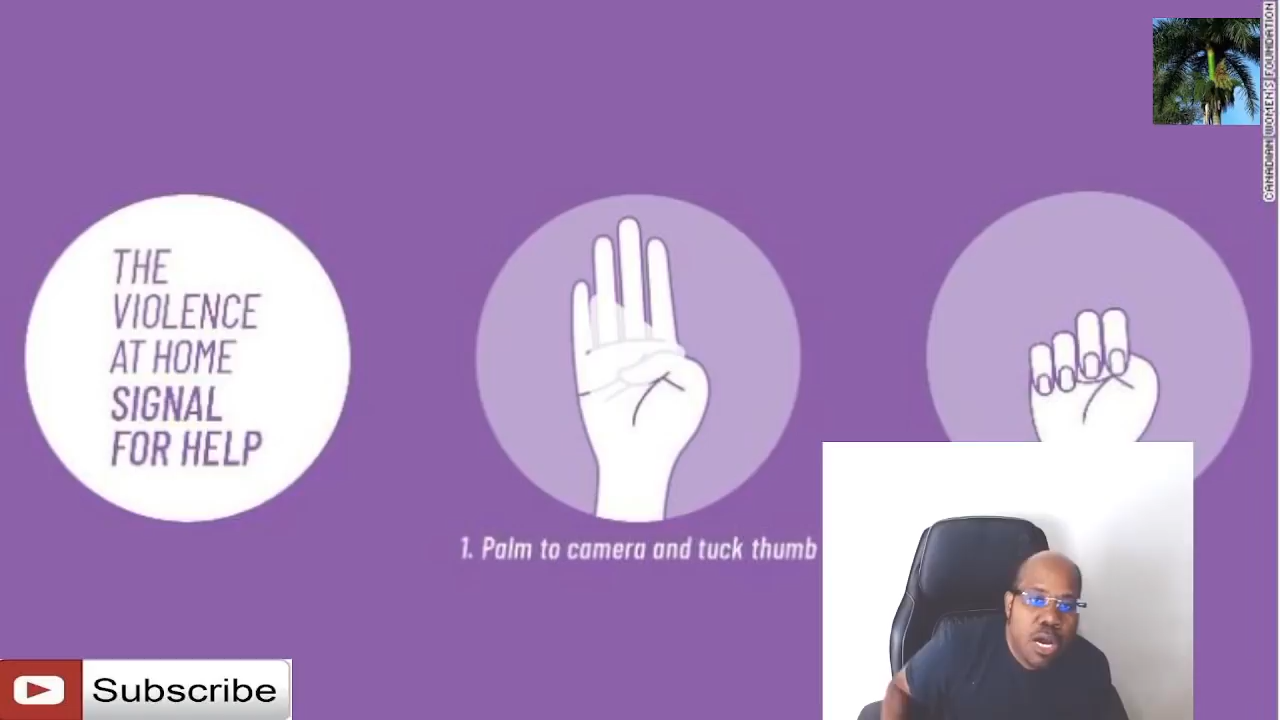 CANADIAN WOMEN'S FOUNDATION
THE
VIOLENCE
AT HOME
SIGNAL
FOR HELP
1. Palm to camera and tuck thumb
Subscribe